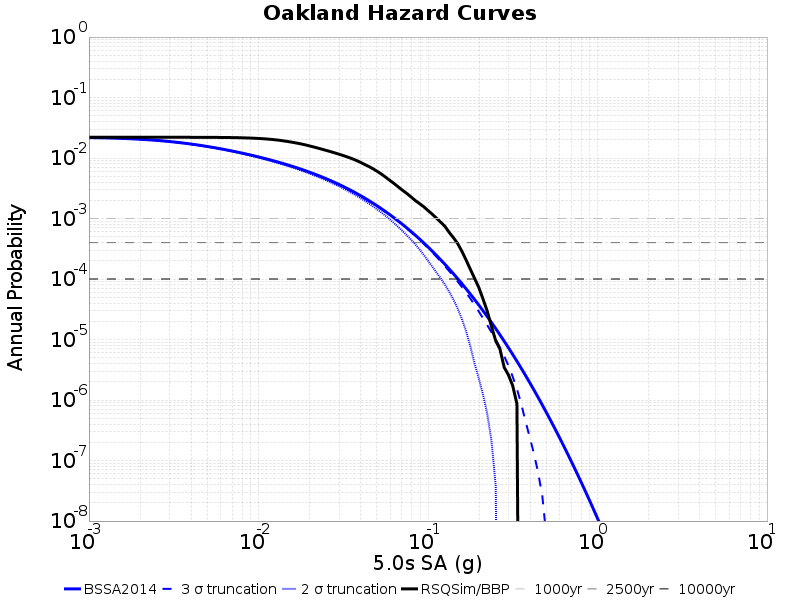 Oakland Hazard Curves
10^0
10^-1
10^-2
10^-3
10^-4
10^-5
10^-6
10^-7
10^-8
Annual Probability
10^-3 10^-2 10^-1 10^0 10^1
5.0s SA (g)
BSSA2014 3 σ truncation 2 σ truncation RSQSim/BBP 1000yr 2500yr 10000yr